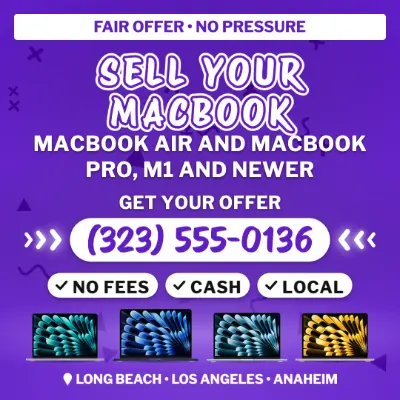 FAIR OFFER • NO PRESSURE
SELL YOUR
MACBOOK
MACBOOK AIR AND MACBOOK
PRO, M1 AND NEWER
GET YOUR OFFER
(323) 555-0136
NO FEES CASH LOCAL
LONG BEACH • LOS ANGELES • ANAHEIM